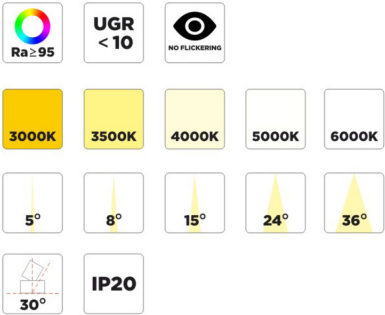 Ra≥95
UGR
<10
NO FLICKERING
3000K
3500K
4000K
5000K
6000K
5°
8°
15°
24°
36°
30°
IP20